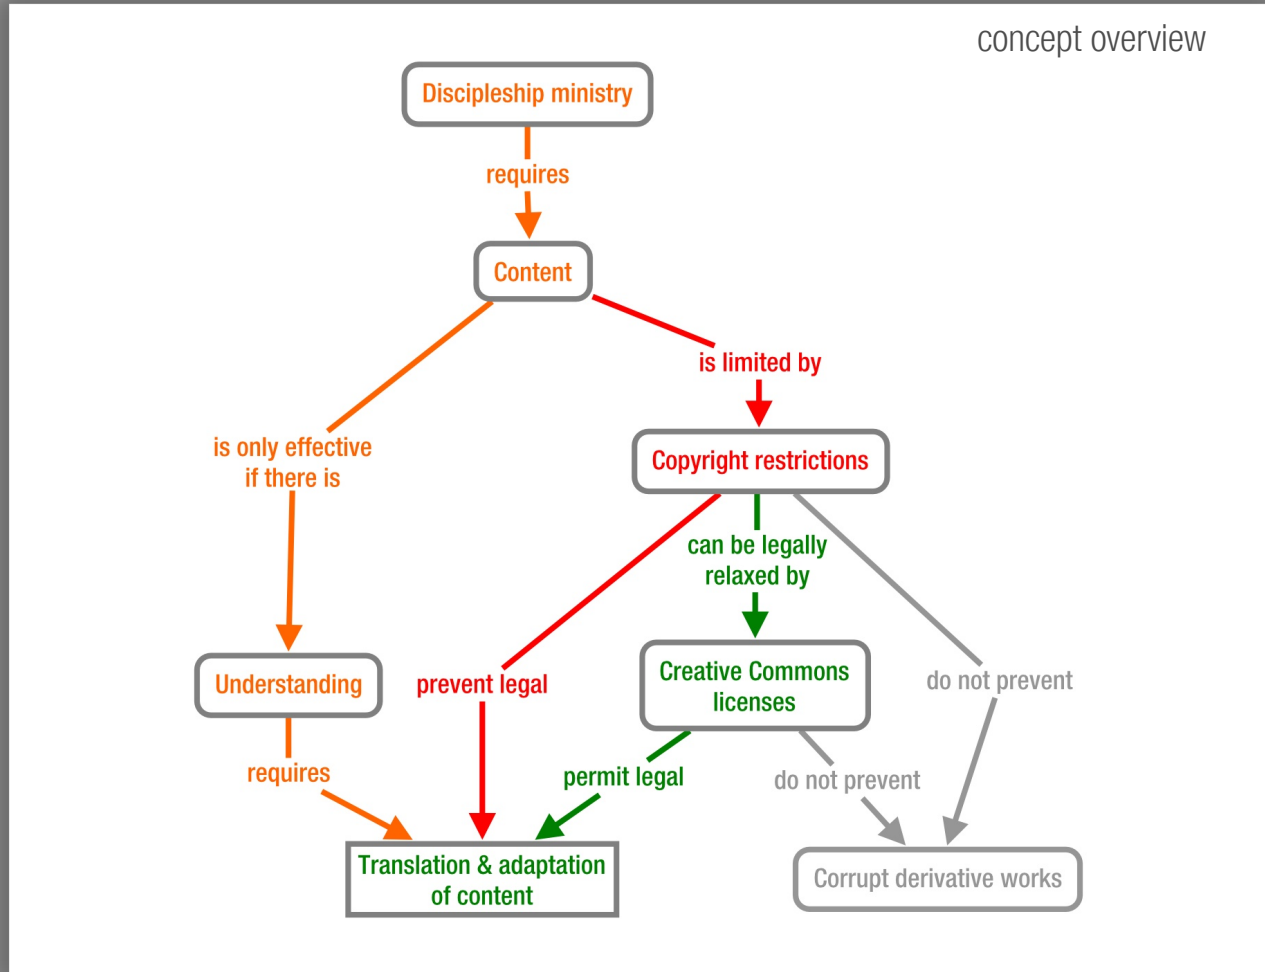 concept overview
Discipleship ministry
requires
Content
is limited by
is only effective
if there is
Copyright restrictions
can be legally
relaxed by
Understanding
prevent legal
Creative Commons
licenses
do not prevent
requires
permit legal
do not prevent
Translation & adaptation
of content
Corrupt derivative works